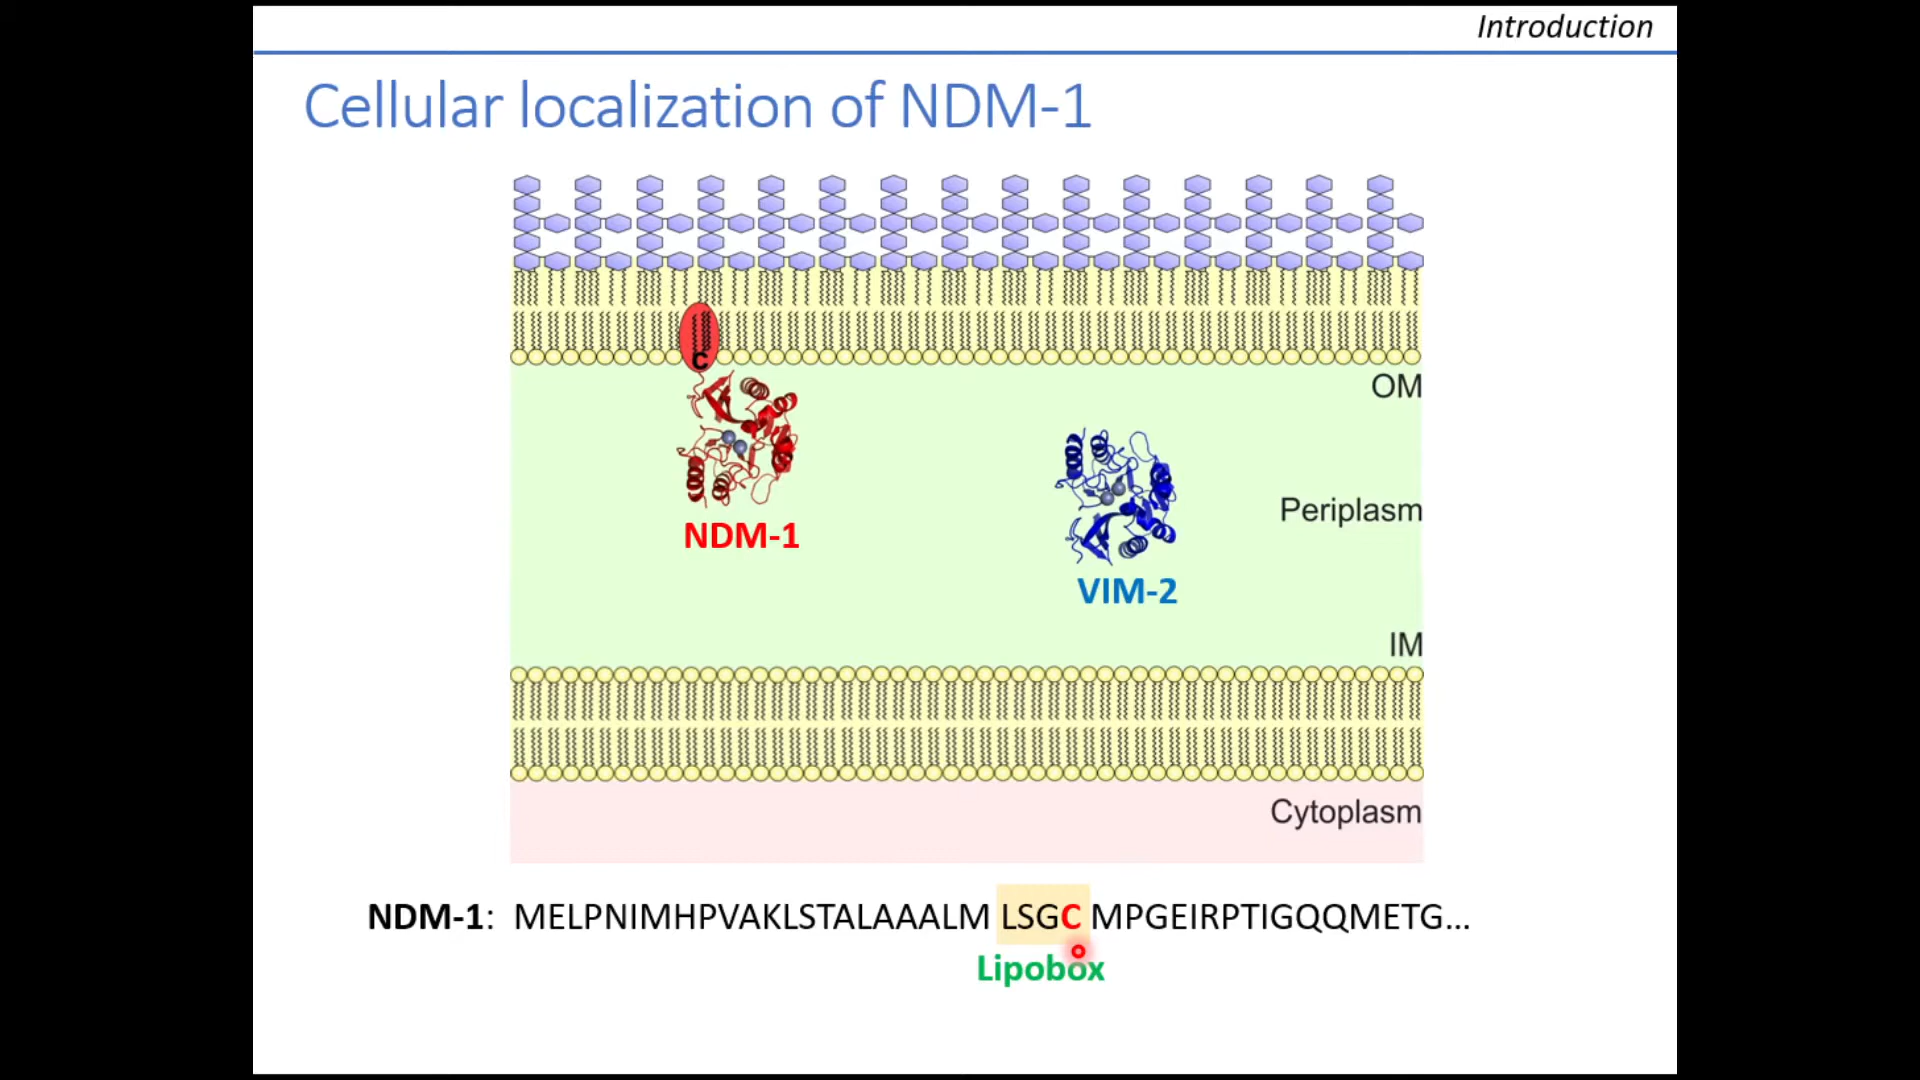 Introduction
Cellular localization of NDM-1
C
OM
NDM-1
VIM-2
Periplasm
IM
Cytoplasm
NDM-1: MELPNIMHPVAKLSTALAAALM LSGC MPGEIRPTIGQQMETG...
Lipobox